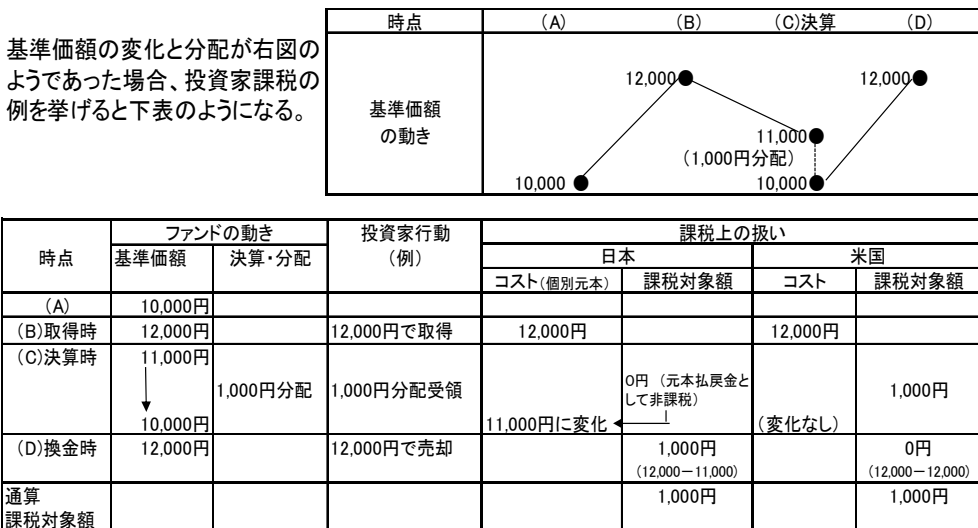 基準価額の変化と分配が右図の
ようであった場合、投資家課税の
例を挙げると下表のようになる。
時点 (A) (B) (C)決算 (D)
基準価額
の動き
12,000 12,000
11,000
(1,000円分配)
10,000 10,000
時点 ファンドの動き 投資家行動 課税上の扱い
基準価額 決算・分配 (例) 日本 米国
コスト(個別元本) 課税対象額 コスト 課税対象額
(A) 10,000円
(B)取得時 12,000円 12,000円で取得 12,000円 12,000円
(C)決算時 11,000円
1,000円分配 1,000円分配受領 0円 (元本払戻金と
して非課税) 1,000円
10,000円 11,000円に変化 (変化なし)
(D)換金時 12,000円 12,000円で売却 1,000円 0円
(12,000-11,000) (12,000-12,000)
通算 1,000円 1,000円
課税対象額